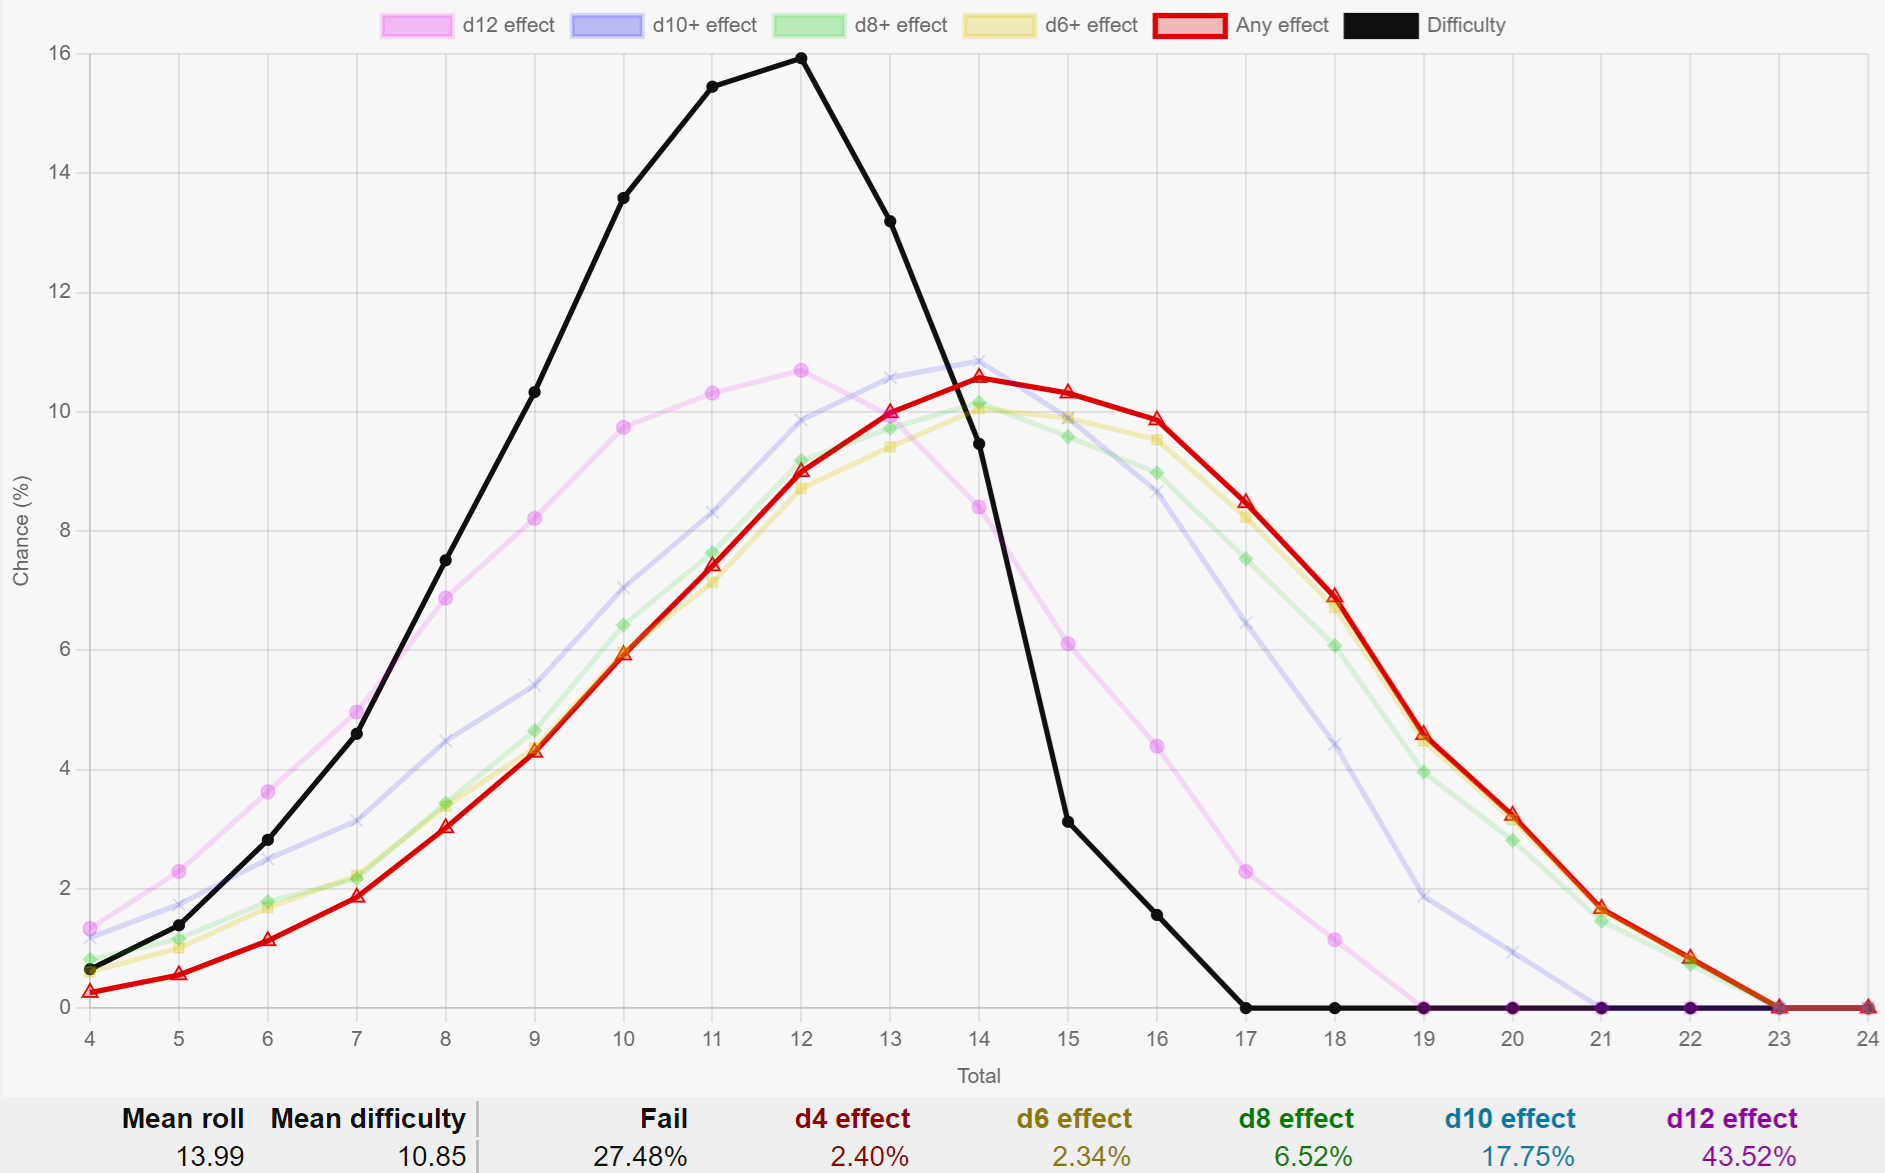 d12 effect d10+ effect d8+ effect d6+ effect Any effect Difficulty
16
14
12
10
8
6
4
2
0
Chance (%)
4 5 6 7 8 9 10 11 12 13 14 15 16 17 18 19 20 21 22 23 24
Total
Mean roll Mean difficulty Fail d4 effect d6 effect d8 effect d10 effect d12 effect
13.99 10.85 27.48% 2.40% 2.34% 6.52% 17.75% 43.52%